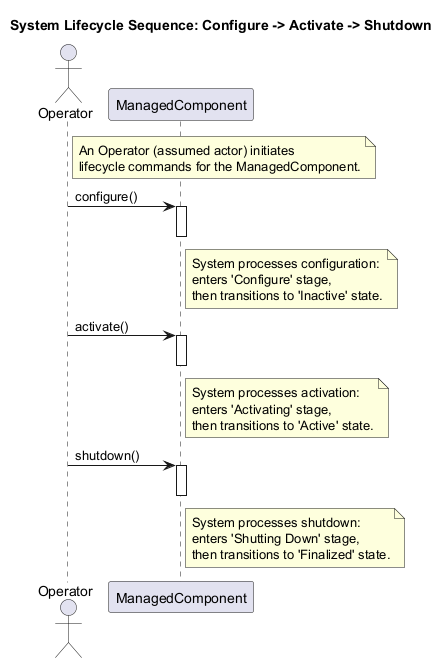 System Lifecycle Sequence: Configure -> Activate -> Shutdown
Operator
ManagedComponent
An Operator (assumed actor) initiates
lifecycle commands for the ManagedComponent.
configure()
System processes configuration:
enters 'Configure' stage,
then transitions to 'Inactive' state.
activate()
System processes activation:
enters 'Activating' stage,
then transitions to 'Active' state.
shutdown()
System processes shutdown:
enters 'Shutting Down' stage,
then transitions to 'Finalized' state.
Operator
ManagedComponent